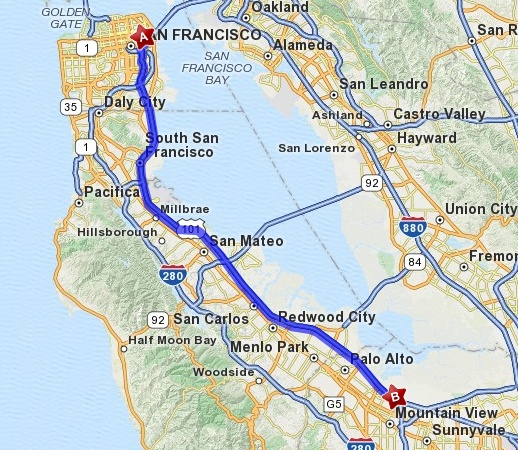 GOLDEN
GATE
Oakland
San R
A
AN FRANCISCO
1
Alameda
SAN
FRANCISCO
BAY
San Leandro
35
Daly City
Ashland
Castro Valley
Hayward
South San
Francisco
San Lorenzo
1
92
Pacifica
Millbrae
Union City
101
880
Hillsborough
San Mateo
84
Fremon
280
92
San Carlos
Redwood City
Half Moon Bay
Menlo Park
Palo Alto
Woodside
B
G5
Mountain View
Sunnyvale
280